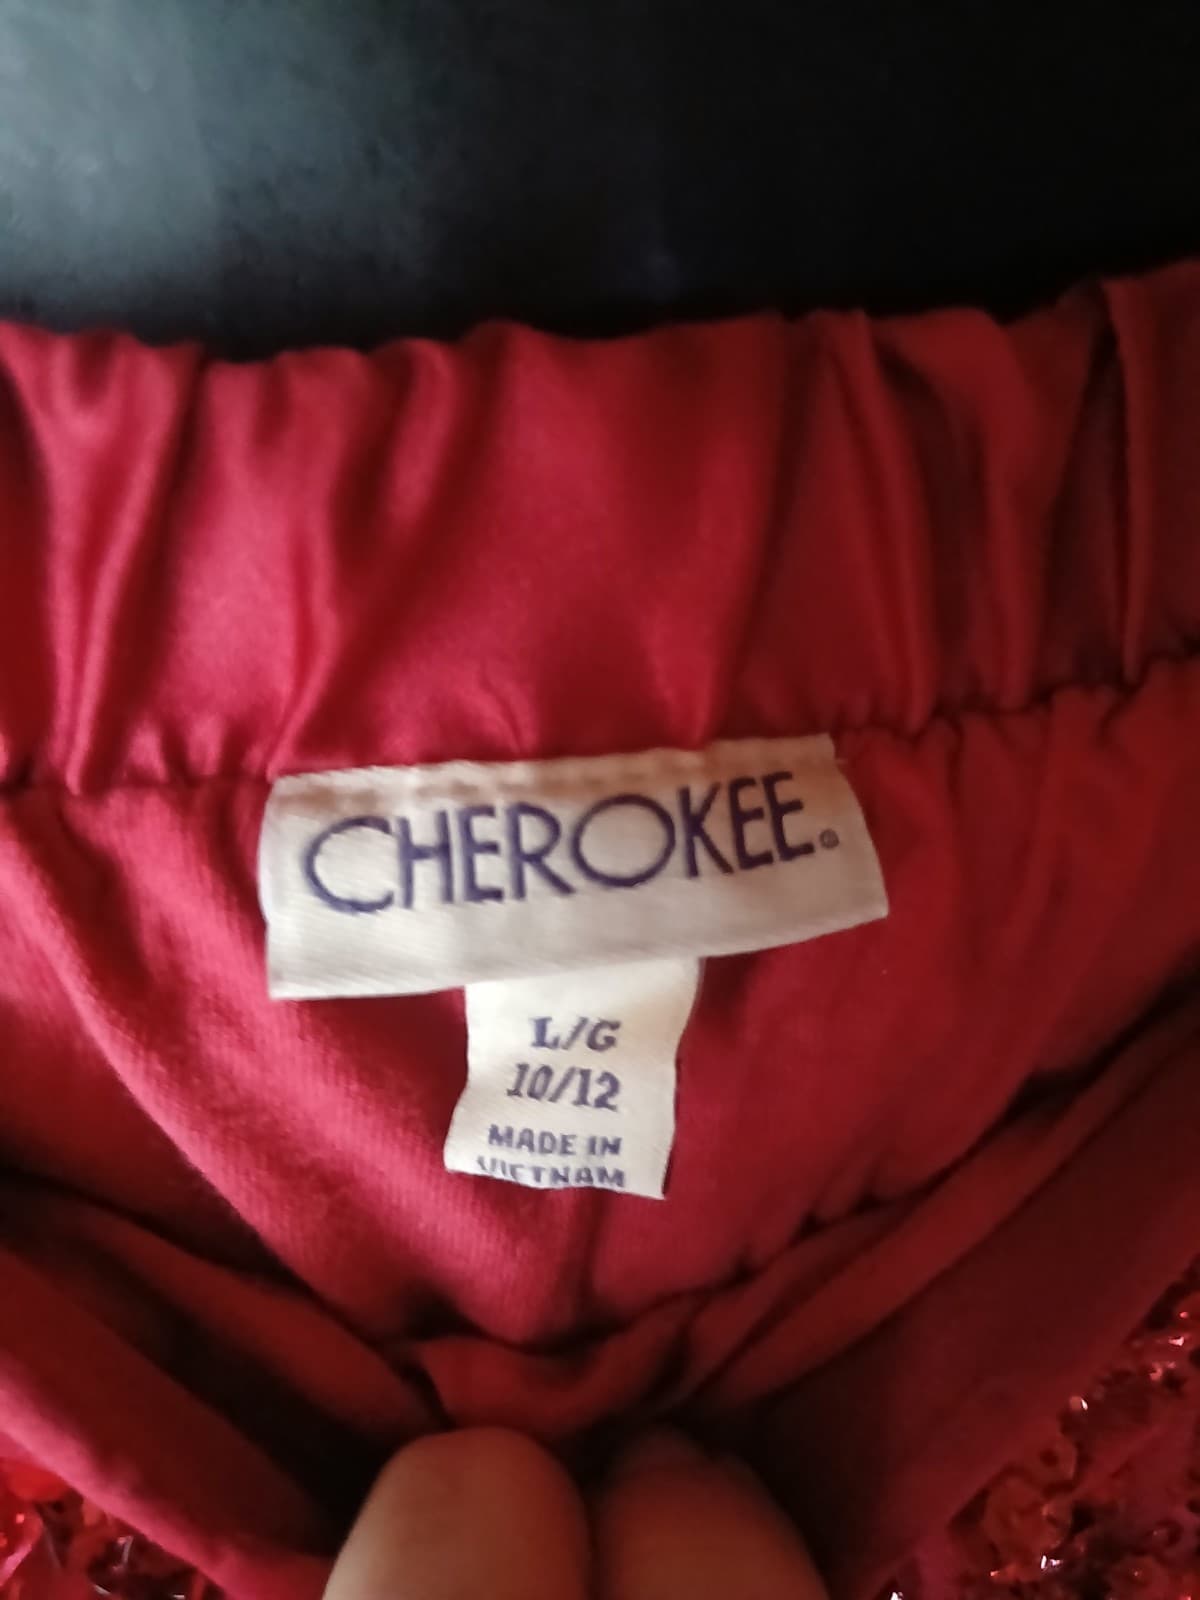 CHEROKEE®
L/G
10/12
MADE IN
VIETNAM